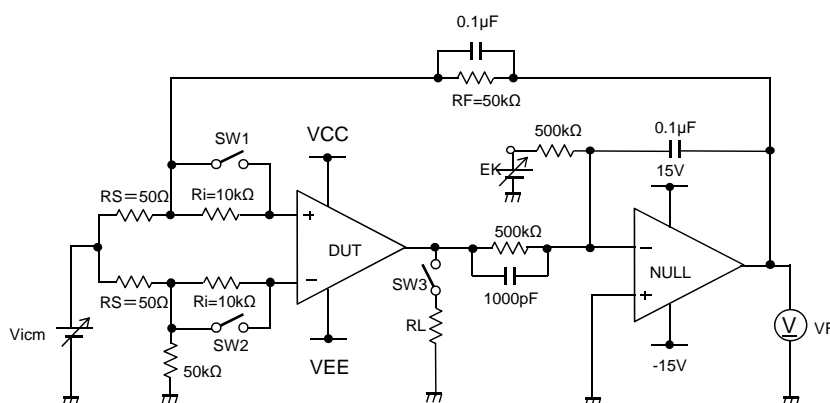 0.1μF
RF=50kΩ
SW1
VCC
500kΩ
0.1μF
EK
15V
RS=50Ω
Ri=10kΩ
+
DUT
500kΩ
−
NULL
RS=50Ω
Ri=10kΩ
−
SW3
1000pF
+
Vicm
SW2
RL
V
VF
50kΩ
VEE
-15V